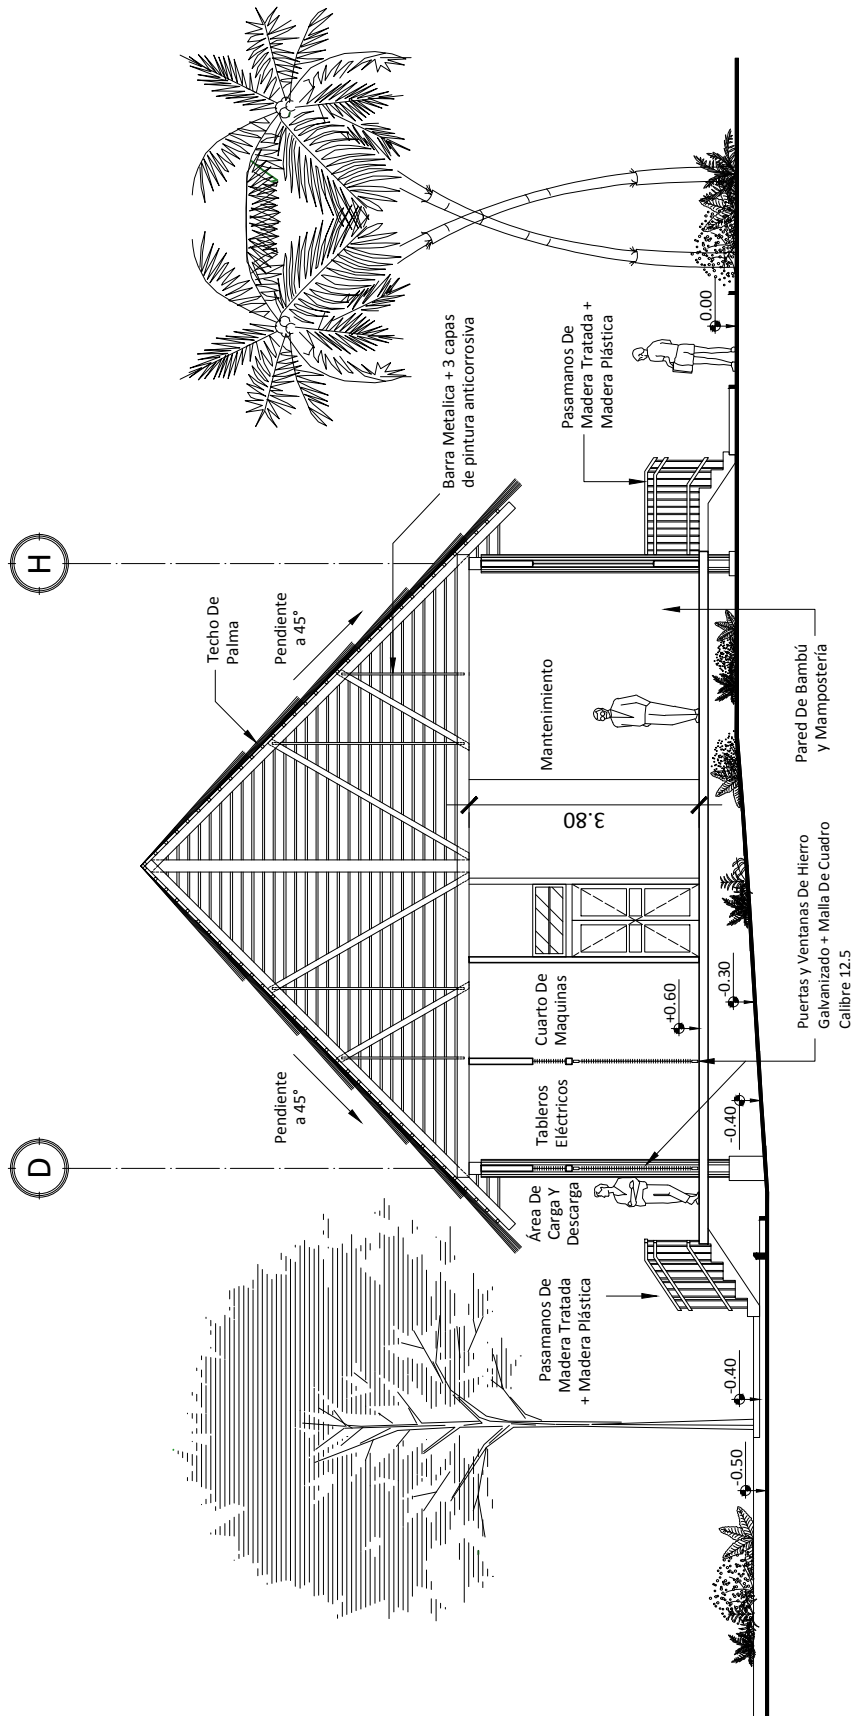 D
H
Techo De
Palma
Pendiente
a 45°
Pendiente
a 45°
Barra Metalica + 3 capas
de pintura anticorrosiva
Pasamanos De
Madera Tratada
+ Madera Plástica
Área De
Carga Y
Descarga
Tableros
Eléctricos
Cuarto De
Maquinas
3.80
Mantenimiento
Pasamanos De
Madera Tratada +
Madera Plástica
-0.50
-0.40
-0.40
-0.30
+0.60
0.00
Puertas y Ventanas De Hierro
Galvanizado + Malla De Cuadro
Calibre 12.5
Pared De Bambú
y Mampostería